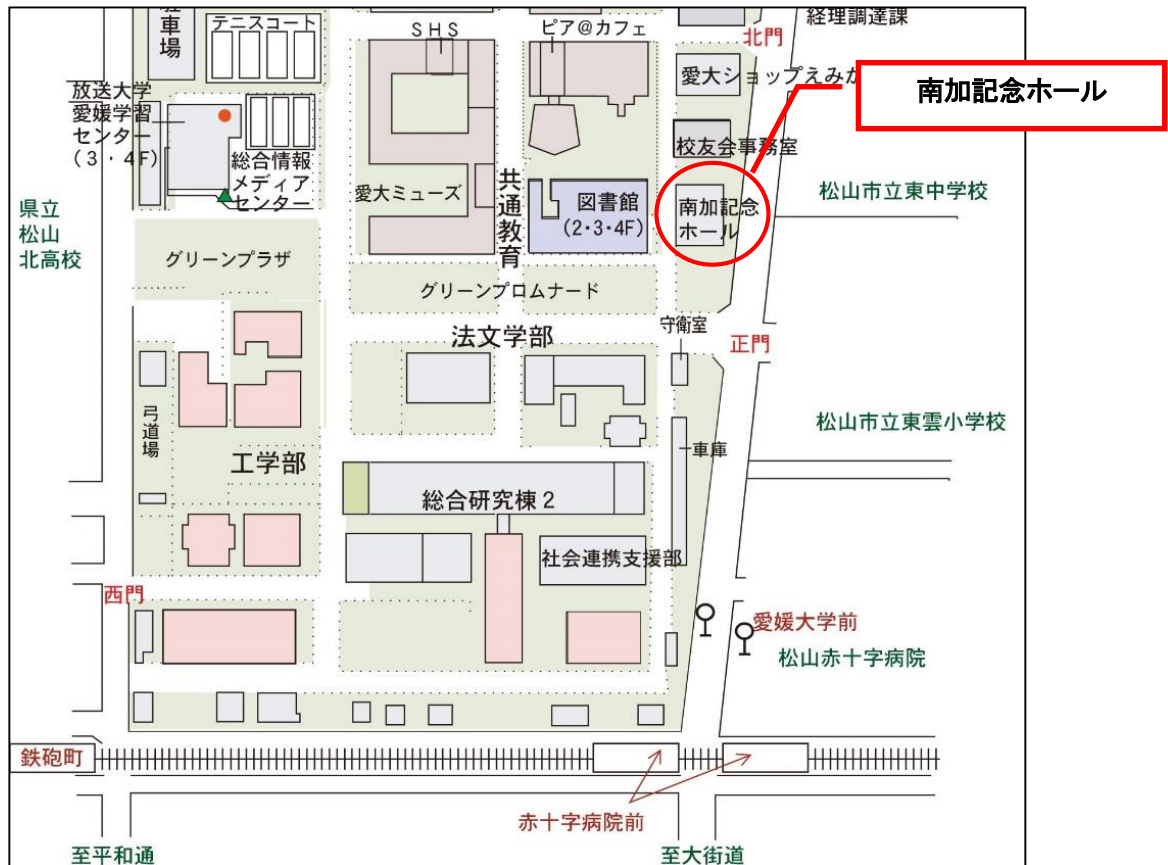 駐
車
場
テニスコート
SHS
ピア@カフェ
北門
経理調達課
放送大学
愛媛学習
センター
(3・4F)
愛大ショップえみか
南加記念ホール
総合情報
メディア
センター
校友会事務室
愛大ミューズ
共通教育
図書館
(2・3・4F)
南加記念
ホール
松山市立東中学校
県立
松山
北高校
グリーンプラザ
グリーンプロムナード
法文学部
守衛室
正門
弓道場
松山市立東雲小学校
工学部
車庫
総合研究棟2
社会連携支援部
西門
愛媛大学前
松山赤十字病院
鉄砲町
赤十字病院前
至平和通
至大街道